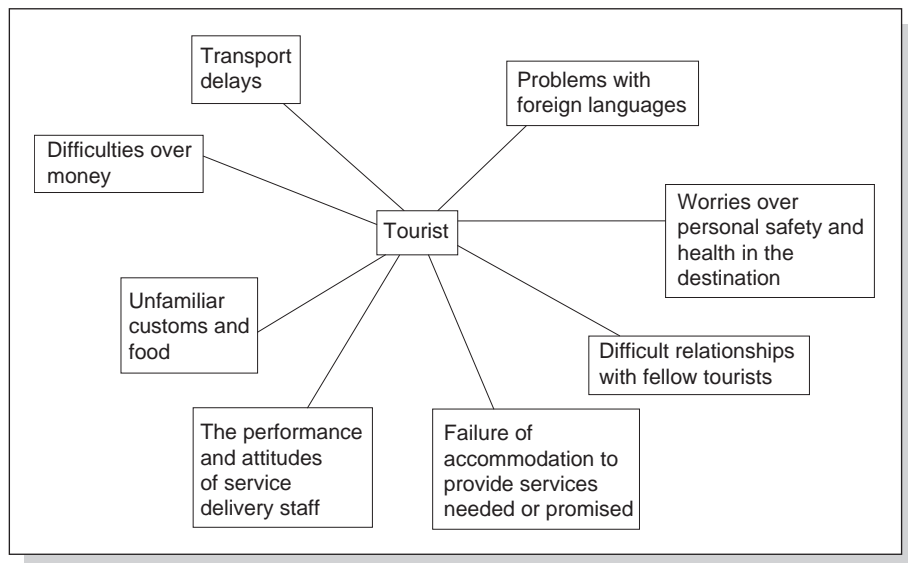 Transport
delays
Problems with
foreign languages
Difficulties over
money
Worries over
personal safety and
health in the
destination
Tourist
Unfamiliar
customs and
food
Difficult relationships
with fellow tourists
The performance
and attitudes
of service
delivery staff
Failure of
accommodation to
provide services
needed or promised